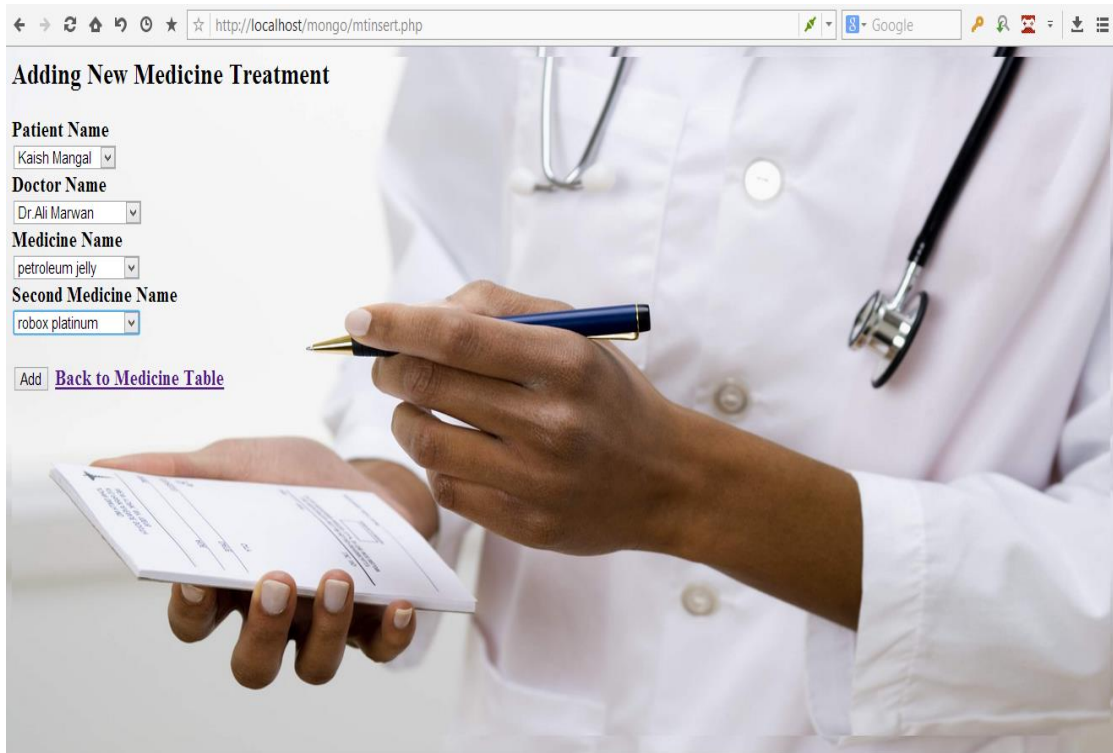 http://localhost/mongo/mtinsert.php
Google
Adding New Medicine Treatment
Patient Name
Kaish Mangal
Doctor Name
Dr.Ali Marwan
Medicine Name
petroleum jelly
Second Medicine Name
robox platinum
Add Back to Medicine Table